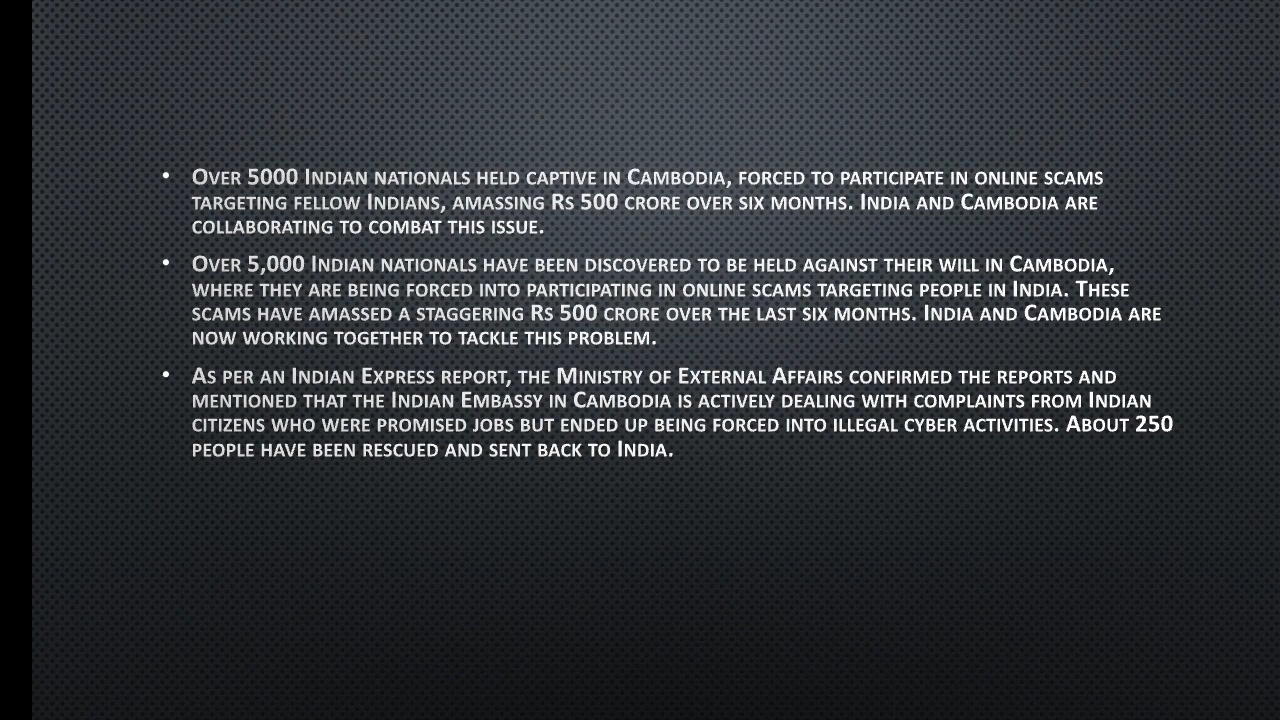 • Over 5000 Indian nationals held captive in Cambodia, forced to participate in online scams
targeting fellow Indians, amassing Rs 500 crore over six months. India and Cambodia are
collaborating to combat this issue.
• Over 5,000 Indian nationals have been discovered to be held against their will in Cambodia,
where they are being forced into participating in online scams targeting people in India. These
scams have amassed a staggering Rs 500 crore over the last six months. India and Cambodia are
now working together to tackle this problem.
• As per an Indian Express report, the Ministry of External Affairs confirmed the reports and
mentioned that the Indian Embassy in Cambodia is actively dealing with complaints from Indian
citizens who were promised jobs but ended up being forced into illegal cyber activities. About 250
people have been rescued and sent back to India.